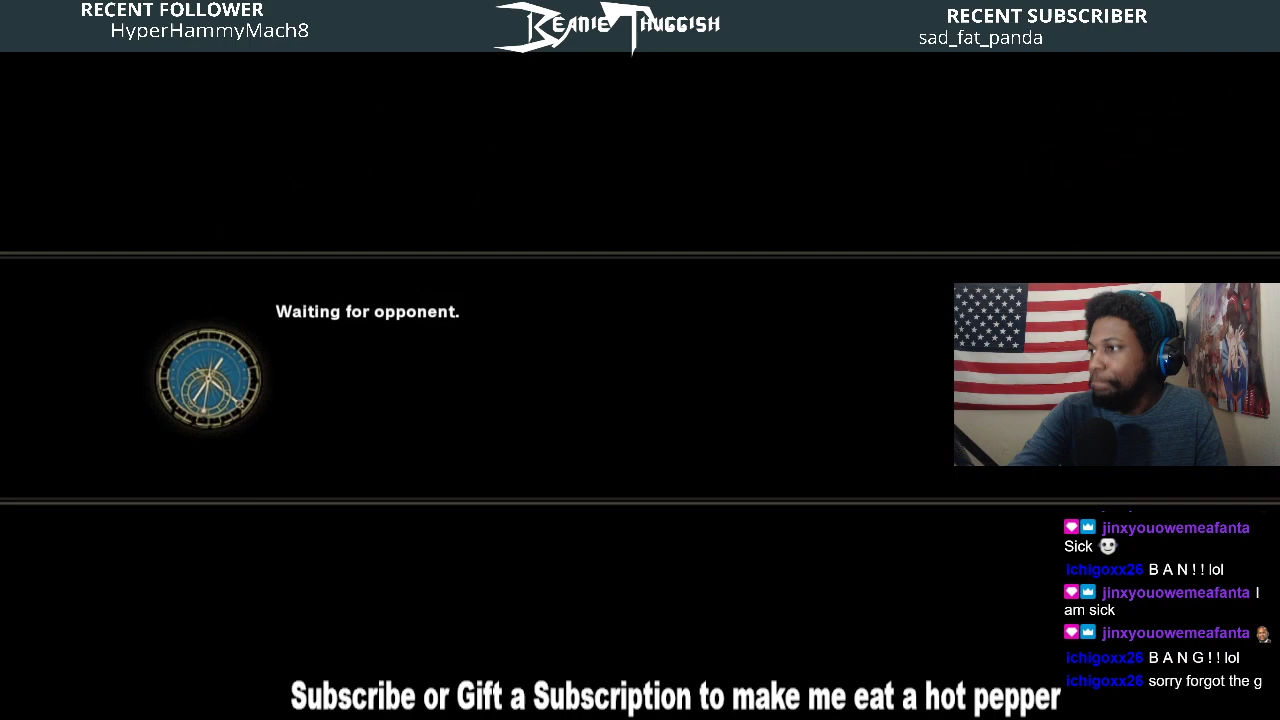 RECENT FOLLOWER
HyperHammyMach8
BEANIE THUGGISH
RECENT SUBSCRIBER
sad_fat_panda
Waiting for opponent.
jinxyouowemeafanta
Sick
ichigoxx26 B A N ! ! lol
jinxyouowemeafanta I
am sick
jinxyouowemeafanta
ichigoxx26 B A N G ! ! lol
ichigoxx26 sorry forgot the g
Subscribe or Gift a Subscription to make me eat a hot pepper